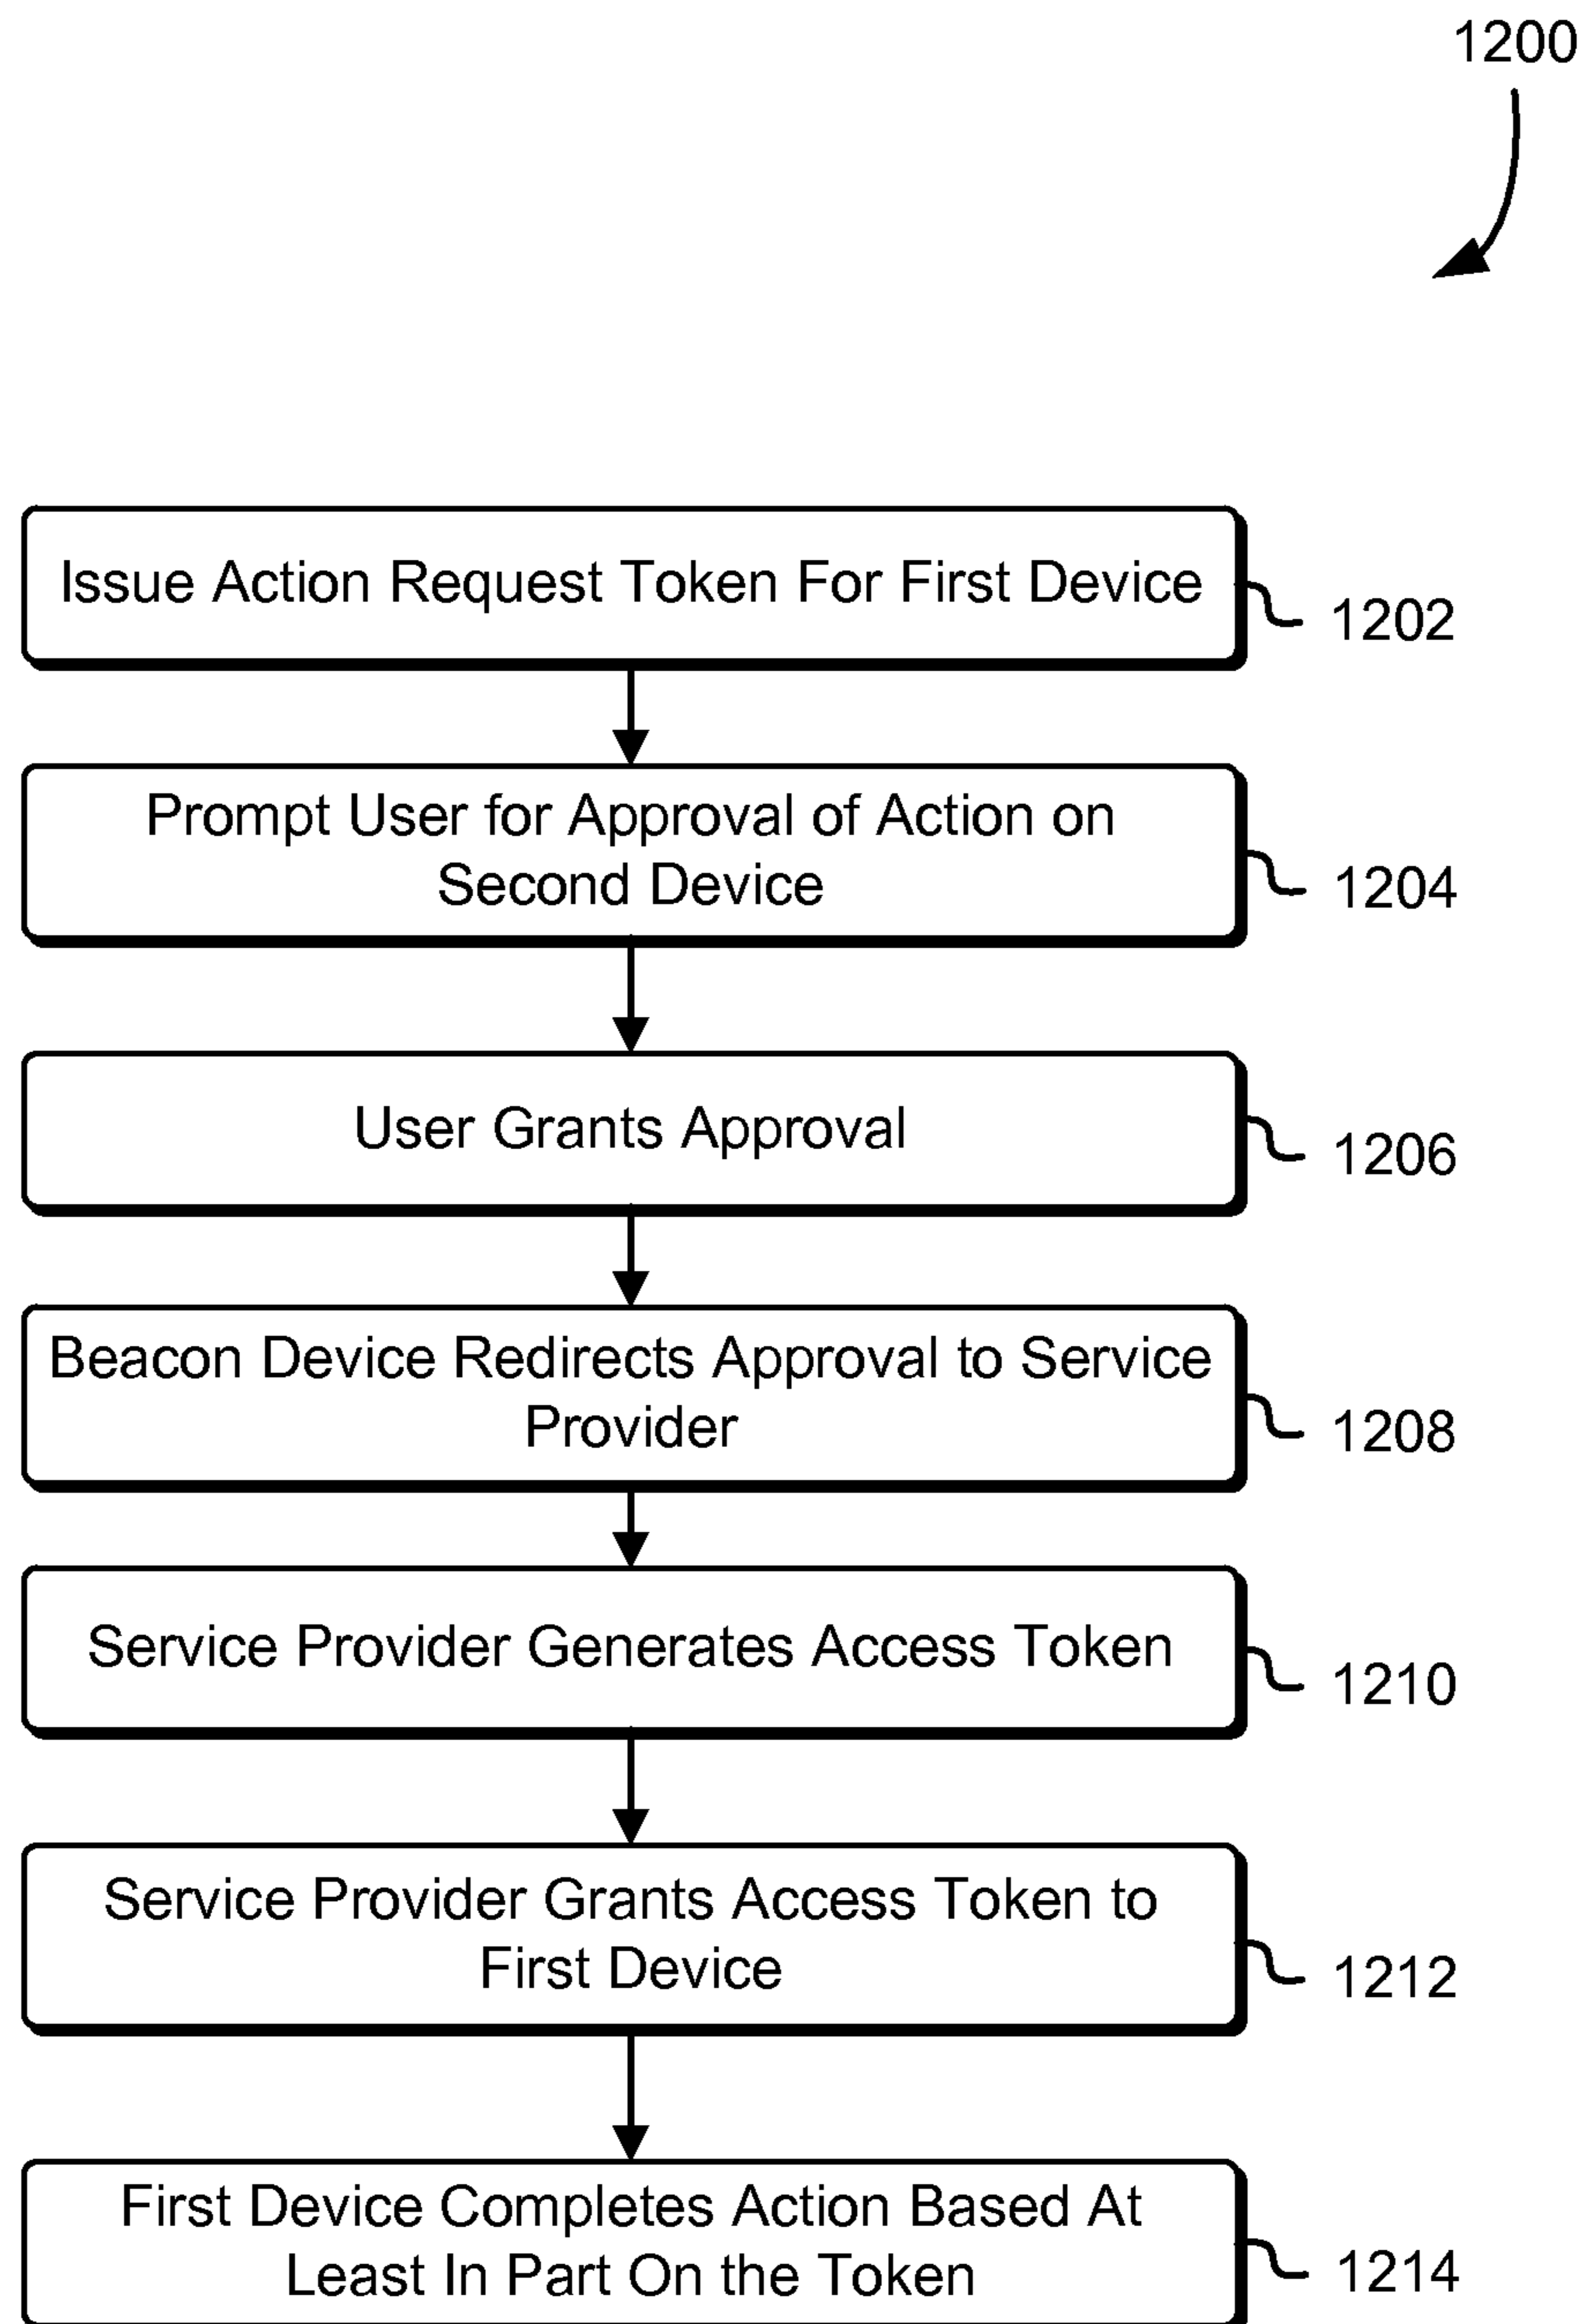 1200
Issue Action Request Token For First Device
1202
Prompt User for Approval of Action on
Second Device
1204
User Grants Approval
1206
Beacon Device Redirects Approval to Service
Provider
1208
Service Provider Generates Access Token
1210
Service Provider Grants Access Token to
First Device
1212
First Device Completes Action Based At
Least In Part On the Token
1214